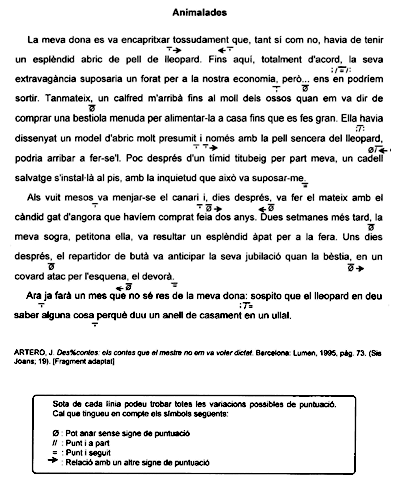 Animalades
La meva dona es va encapritxar tossudament que, tant si com no, havia de tenir
un esplèndid abric de pell de lleopard. Fins aquí, totalment d'acord, la seva
extravagància suposaria un forat per a la nostra economia, però... ens en podríem
sortir. Tanmateix, un calfred m'arribà fins al moll dels ossos quan em va dir de
comprar una bestiola menuda per alimentar-la a casa fins que es fes gran. Ella havia
dissenyat un model d'abric molt presumit i només amb la pell sencera del lleopard,
podria arribar a fer-se'l. Poc després d'un tímid titubeig per part meva, un cadell
salvatge s'instal·là al pis, amb la inquietud que això va suposar-me.
Als vuit mesos va menjar-se el canari i, dies després, va fer el mateix amb el
càndid gat d'angora que havíem comprat feia dos anys. Dues setmanes més tard, la
meva sogra, petitona ella, va resultar un esplèndid àpat per a la fera. Uns dies
després, el repartidor de butà va anticipar la seva jubilació quan la bèstia, en un
covard atac per l'esquena, el devorà.
Ara ja farà un mes que no sé res de la meva dona: sospito que el lleopard en deu
saber alguna cosa perquè duu un anell de casament en un ullal.
ARTERO, J. Des%contes: els contes que el mestre no em va voler dictar. Barcelona: Lumen, 1995, pàg. 73. (Sis
Joans; 19). [Fragment adaptat]
Sota de cada línia podeu trobar totes les variacions possibles de puntuació.
Cal que tingueu en compte els símbols següents:
Ø : Pot anar sense signe de puntuació
// : Punt i a part
= : Punt i seguit
→ : Relació amb un altre signe de puntuació